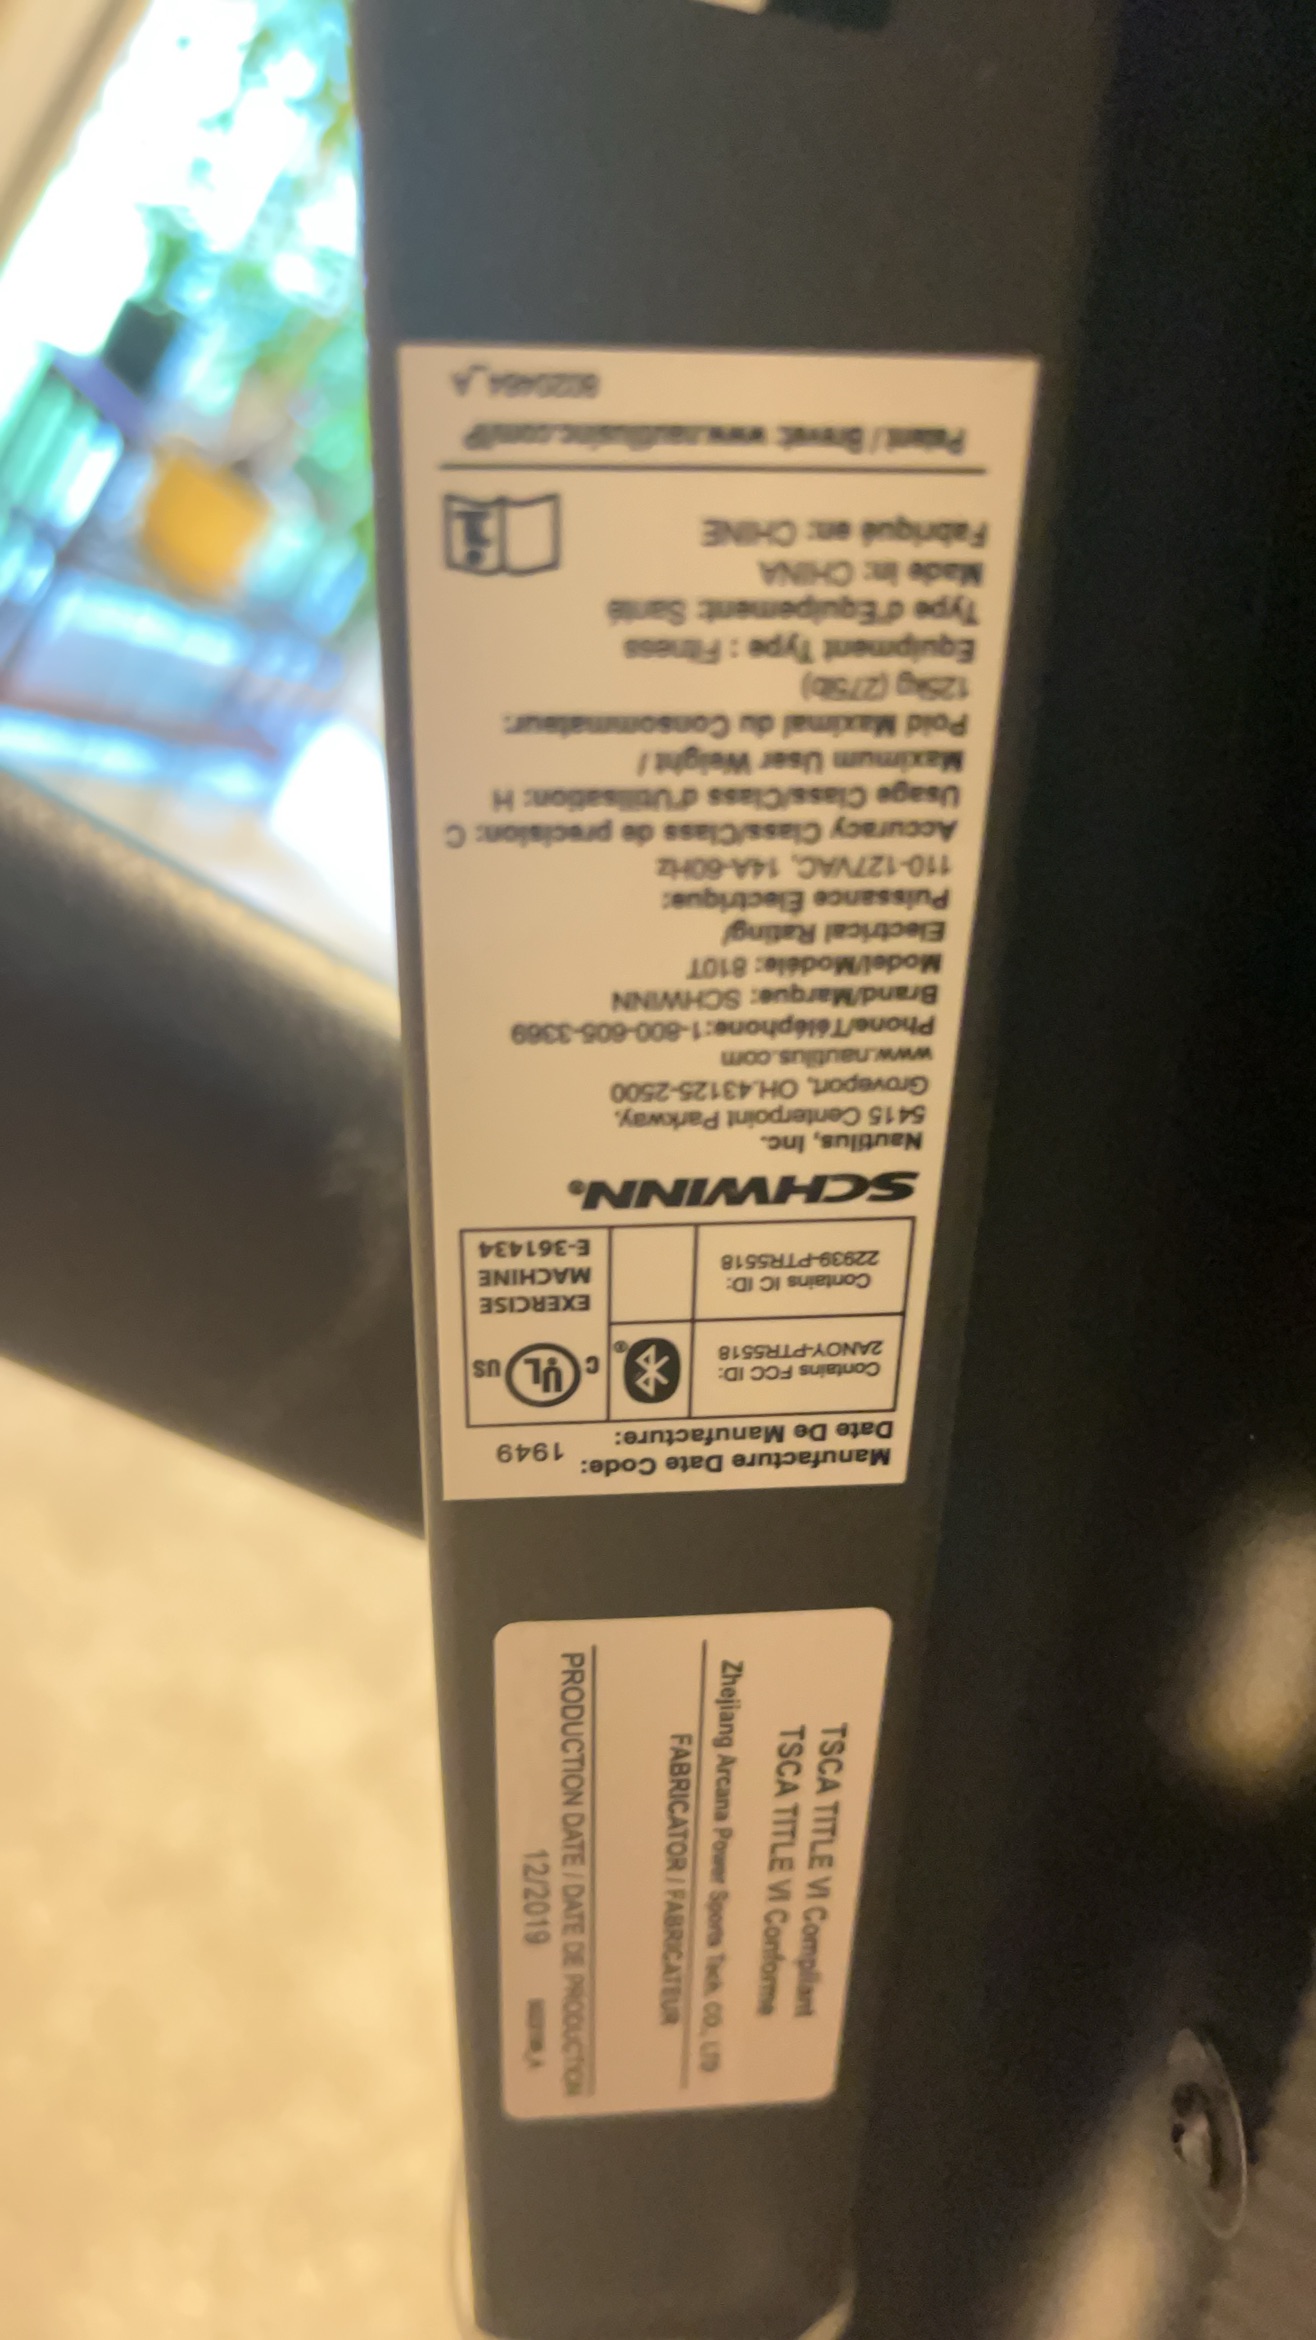 Manufacture Date Code: 1949
Date De Manufacture:
Contains FCC ID:
2ANOY-PTR5518
Contains IC ID:
22939-PTR5518
®
C UL US
EXERCISE
MACHINE
E-361434
SCHWINN®
Nautilus, Inc.
5415 Centerpoint Parkway,
Groveport, OH.43125-2500
www.nautilus.com
Phone/Téléphone:1-800-605-3369
Brand/Marque: SCHWINN
Model/Modéle: 810T
Electrical Rating/
Puissance Électrique:
110-127VAC, 14A-60Hz
Accuracy Class/Class de precision: C
Usage Class/Class d'Utilisation: H
Maximum User Weight /
Poid Maximal du Consommateur:
125kg (275lb)
Equipment Type : Fitness
Type d'Équipement: Santé
Made in: CHINA
Fabriqué en: CHINE
Patent / Brevet: www.nautilusinc.com/IP
TSCA TITLE VI Compliant
TSCA TITLE VI Conforme
Zhejiang Arcana Power Sports Tech. CO., LTD
FABRICATOR / FABRICATEUR
PRODUCTION DATE / DATE DE PRODUCTION
12/2019